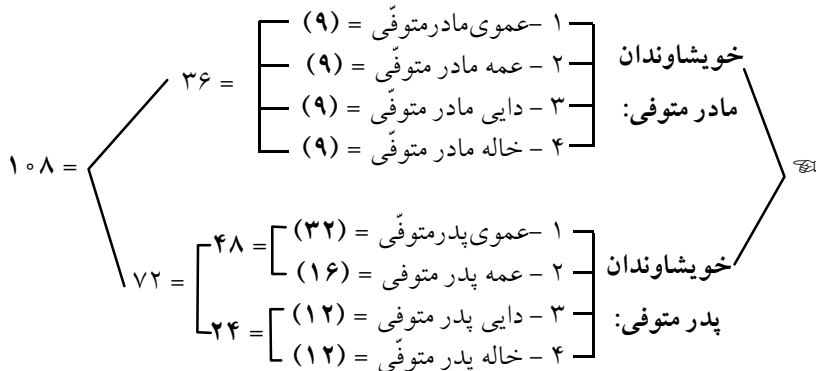 خویشاوندان مادر متوفی:
۱ –عموی‌مادرمتوفّی = (۹)
۲ – عمه مادر متوفّی = (۹)
۳ – دایی مادر متوفّی = (۹)
۴ – خاله مادر متوفّی = (۹)
= ۳۶
خویشاوندان پدر متوفی:
۱ –عموی‌پدرمتوفّی = (۳۲)
۲ – عمه پدر متوفی = (۱۶)
= ۴۸
۳ – دایی پدر متوفی = (۱۲)
۴ – خاله پدر متوفّی = (۱۲)
= ۲۴
= ۷۲
= ۱۰۸